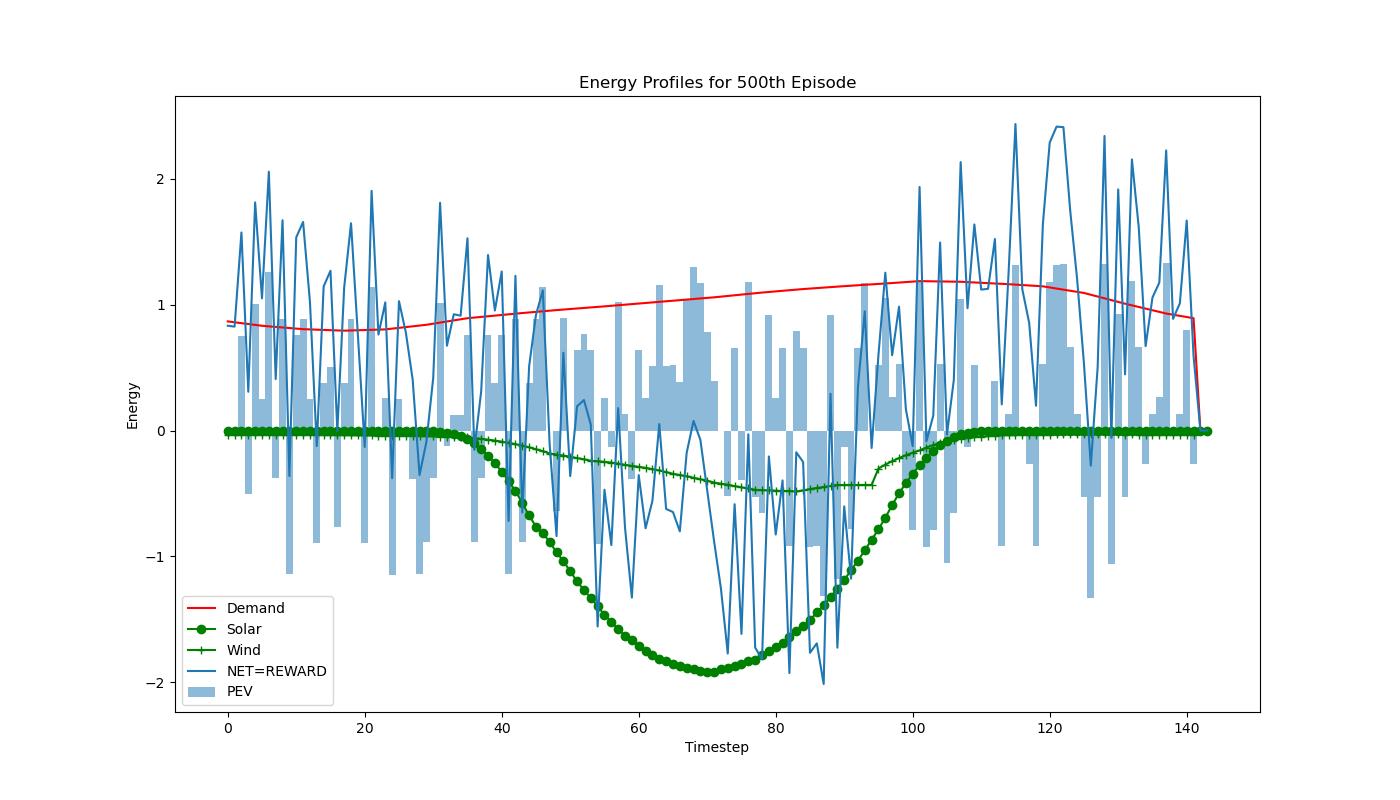 Energy Profiles for 500th Episode
Energy
2
1
0
−1
−2
Demand
Solar
Wind
NET=REWARD
PEV
0 20 40 60 80 100 120 140
Timestep